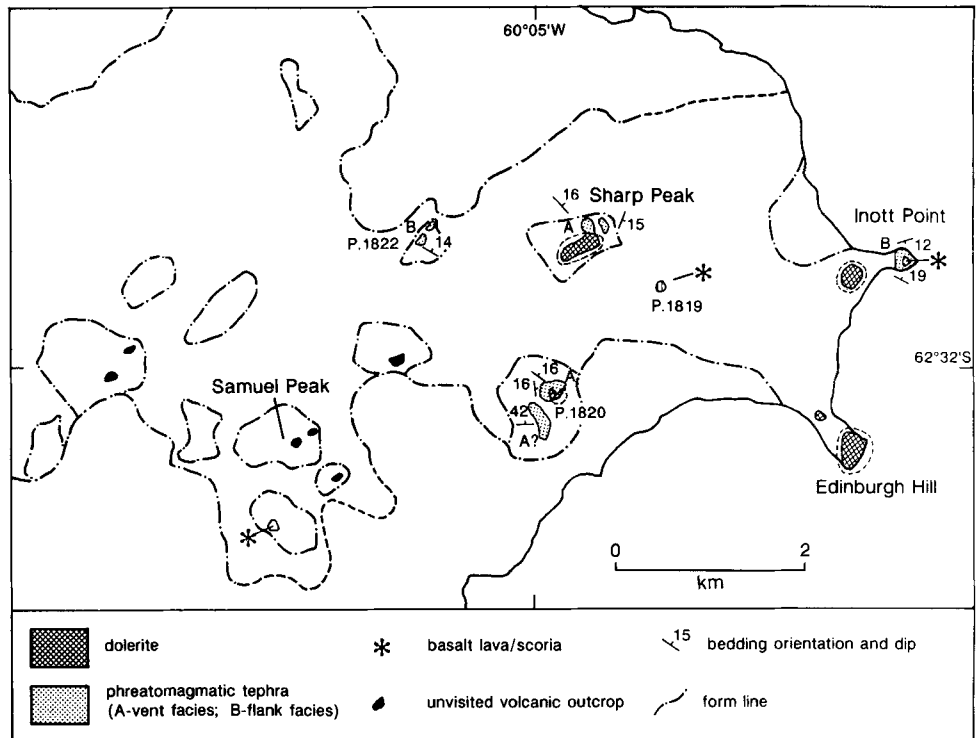 60°05'W
16
Sharp Peak
A
15
Inott Point
B
12
19
B
A
P.1822
14
P.1819
62°32'S
16
16
A
P.1820
42
A?
Samuel Peak
Edinburgh Hill
0 2
km
dolerite
basalt lava/scoria
15 bedding orientation and dip
phreatomagmatic tephra
(A-vent facies; B-flank facies)
unvisited volcanic outcrop
form line